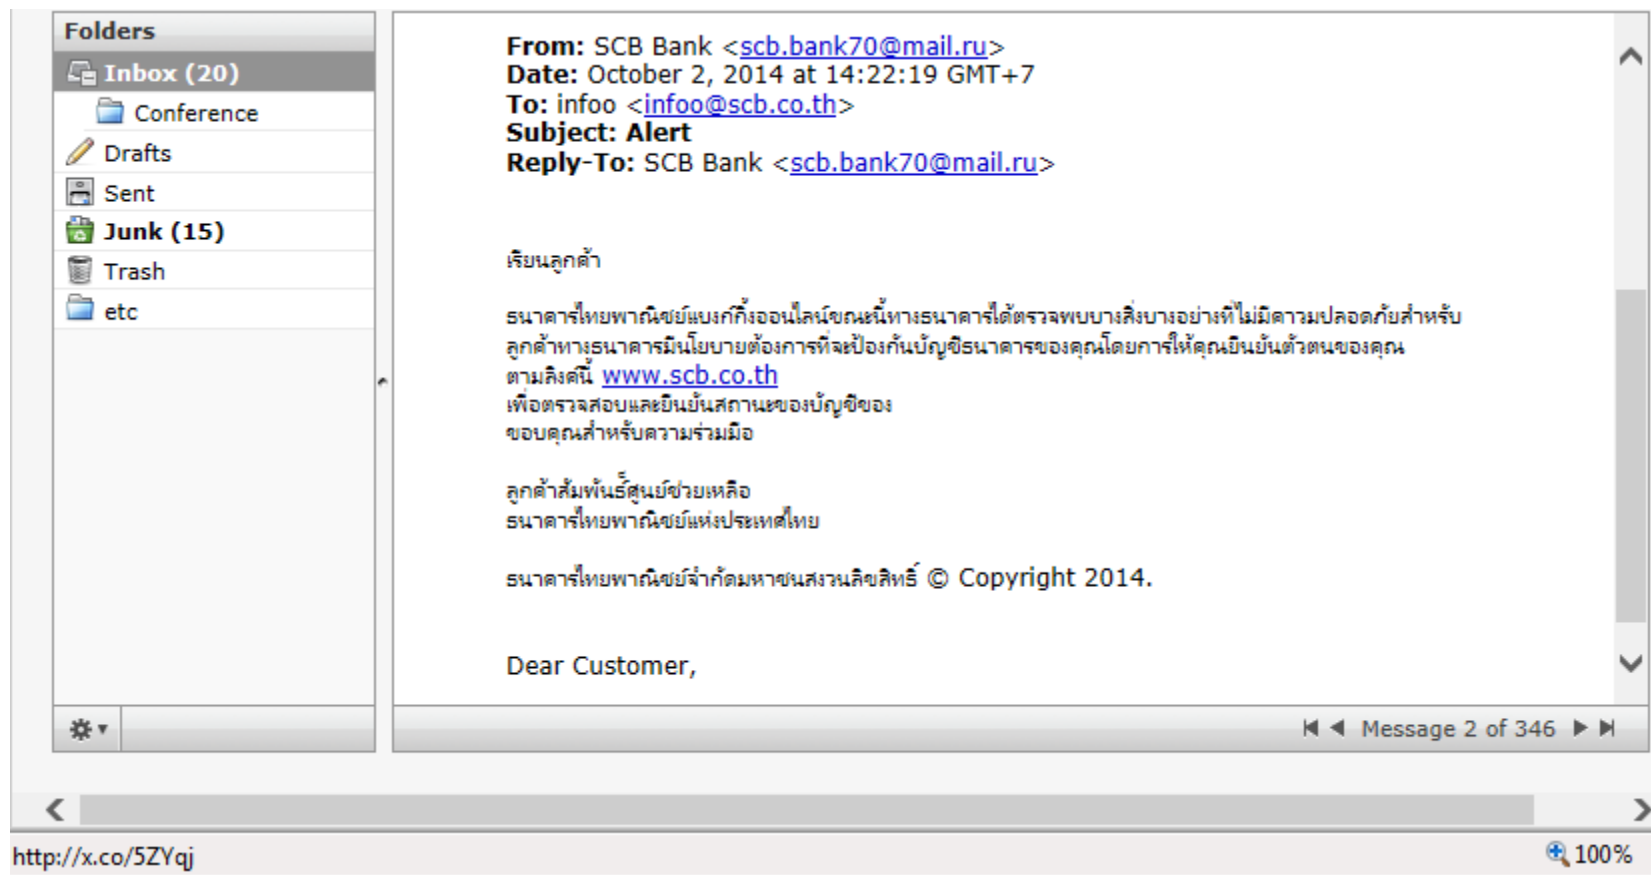 Folders
Inbox (20)
Conference
Drafts
Sent
Junk (15)
Trash
etc
From: SCB Bank <scb.bank70@mail.ru>
Date: October 2, 2014 at 14:22:19 GMT+7
To: infoo <infoo@scb.co.th>
Subject: Alert
Reply-To: SCB Bank <scb.bank70@mail.ru>
เรียนลูกค้า
ธนาคารไทยพาณิชย์แบงก์กิ้งออนไลน์ขณะนี้ทางธนาคารได้ตรวจพบบางสิ่งบางอย่างที่ไม่มีความปลอดภัยสำหรับ
ลูกค้าทางธนาคารมีนโยบายต้องการที่จะป้องกันบัญชีธนาคารของคุณโดยการให้คุณยืนยันตัวตนของคุณ
ตามลิงค์นี้ www.scb.co.th
เพื่อตรวจสอบและยืนยันสถานะของบัญชีของ
ขอบคุณสำหรับความร่วมมือ
ลูกค้าสัมพันธ์ศูนย์ช่วยเหลือ
ธนาคารไทยพาณิชย์แห่งประเทศไทย
ธนาคารไทยพาณิชย์จำกัดมหาชนสงวนลิขสิทธิ์ © Copyright 2014.
Dear Customer,
Message 2 of 346
http://x.co/5ZYqj
100%